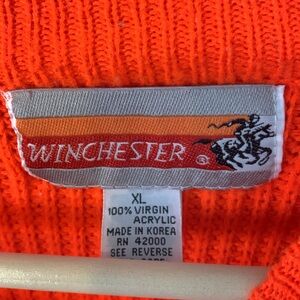 WINCHESTER ®
XL
100% VIRGIN
ACRYLIC
MADE IN KOREA
RN 42000
SEE REVERSE